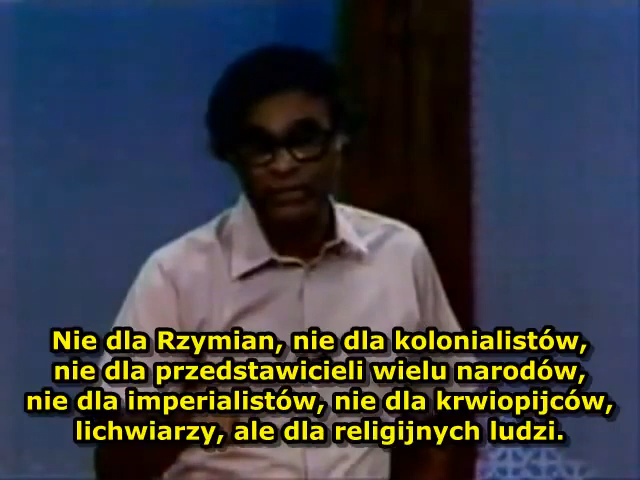 Nie dla Rzymian, nie dla kolonialistów,
nie dla przedstawicieli wielu narodów,
nie dla imperialistów, nie dla krwiopijców,
lichwiarzy, ale dla religijnych ludzi.